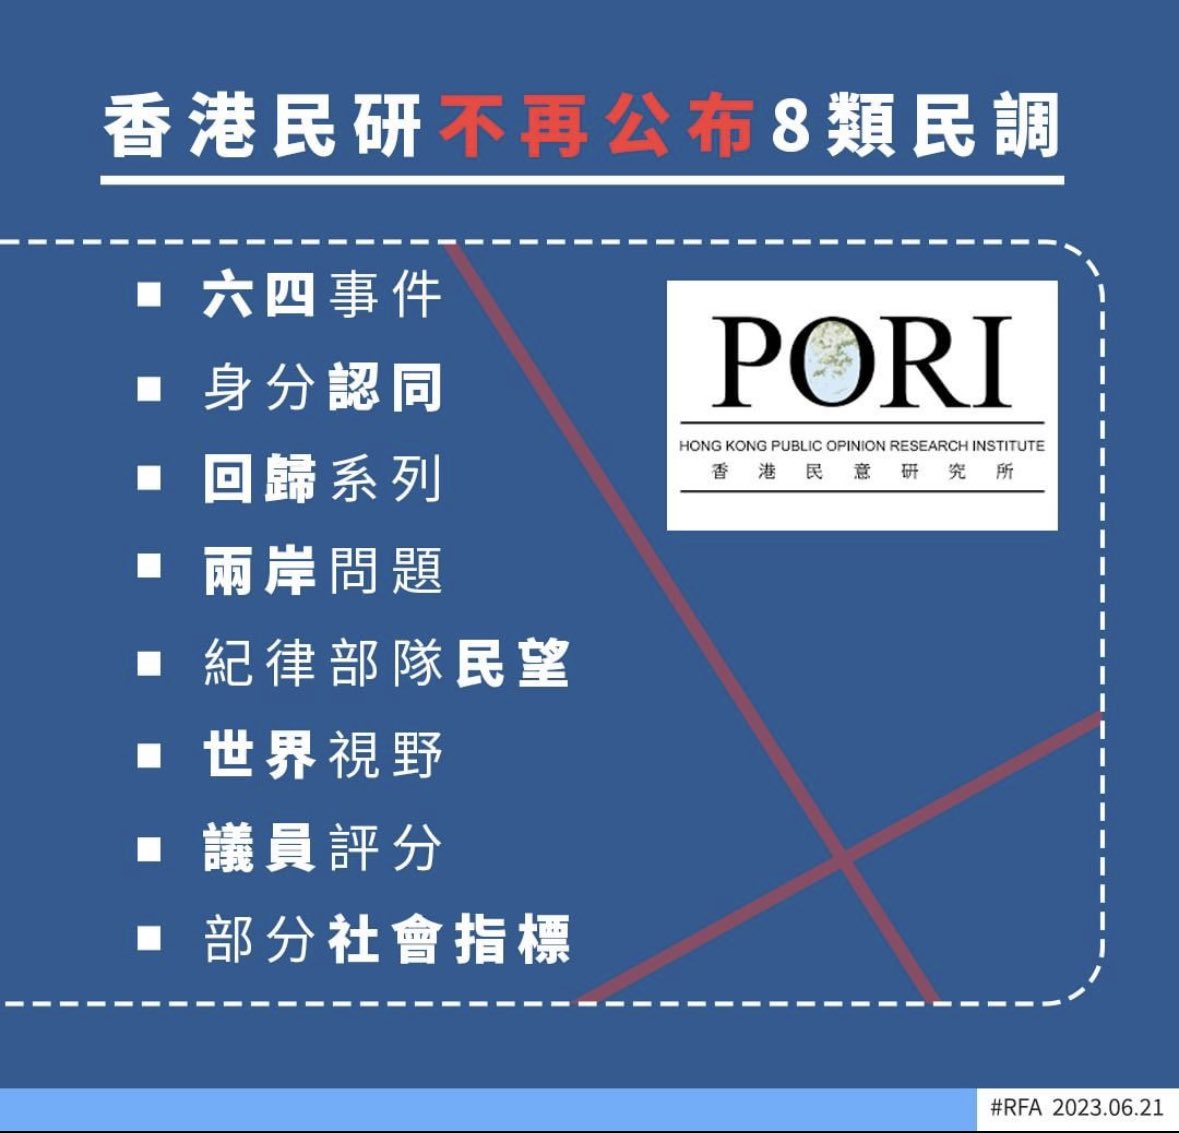 香港民研不再公布8類民調
六四事件
身分認同
回歸系列
兩岸問題
紀律部隊民望
世界視野
議員評分
部分社會指標
PORI
HONG KONG PUBLIC OPINION RESEARCH INSTITUTE
香港民意研究所
#RFA 2023.06.21